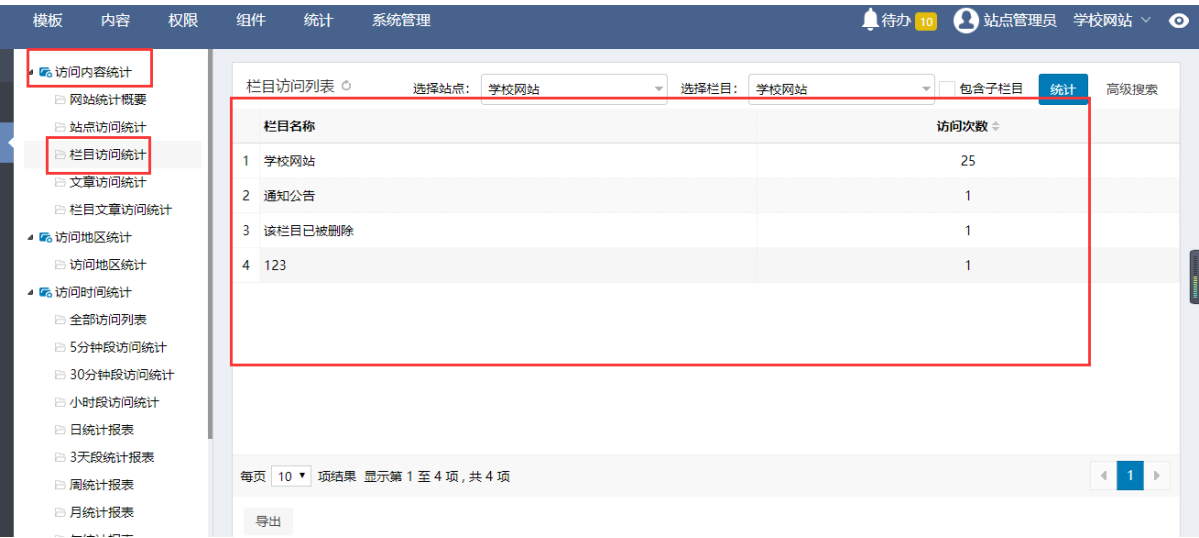 模板 内容 权限 组件 统计 系统管理 待办 10 站点管理员 学校网站
访问内容统计
网站统计概要
站点访问统计
栏目访问统计
文章访问统计
栏目文章访问统计
访问地区统计
访问地区统计
访问时间统计
全部访问列表
5分钟段访问统计
30分钟段访问统计
小时段访问统计
日统计报表
3天段统计报表
周统计报表
月统计报表
年统计报表
栏目访问列表 选择站点： 学校网站 选择栏目： 学校网站 包含子栏目 统计 高级搜索
栏目名称 访问次数
1 学校网站 25
2 通知公告 1
3 该栏目已被删除 1
4 123 1
每页 10 项结果 显示第 1 至 4 项 , 共 4 项 1
导出